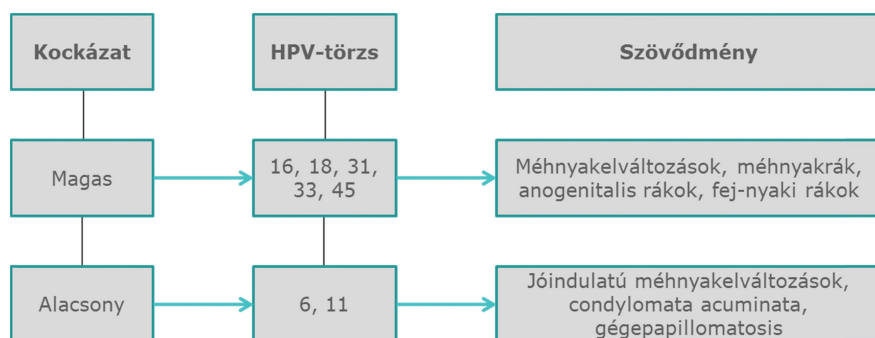 Kockázat
HPV-törzs
Szövődmény
Magas
16, 18, 31,
33, 45
Méhnyakelváltozások, méhnyakrák,
anogenitalis rákok, fej-nyaki rákok
Alacsony
6, 11
Jóindulatú méhnyakelváltozások,
condylomata acuminata,
gégepapillomatosis